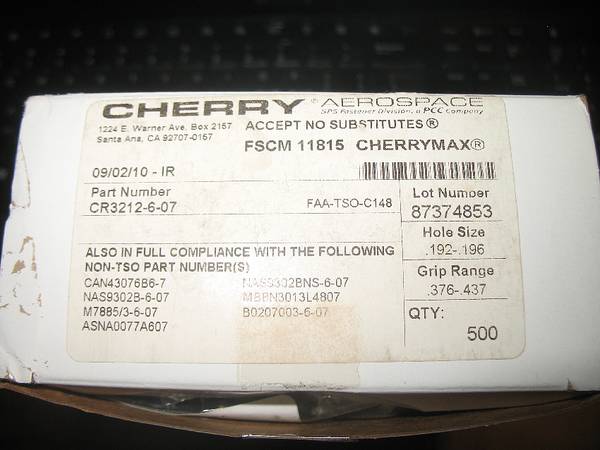 CHERRY® AEROSPACE
SPS Fastener Division, a PCC Company
1224 E. Warner Ave. Box 2157
Santa Ana, CA 92707-0157
ACCEPT NO SUBSTITUTES®
FSCM 11815 CHERRYMAX®
09/02/10 - IR
Part Number
CR3212-6-07
FAA-TSO-C148
Lot Number
87374853
Hole Size
.192-.196
Grip Range
.376-.437
QTY:
500
ALSO IN FULL COMPLIANCE WITH THE FOLLOWING
NON-TSO PART NUMBER(S)
CAN43076B6-7 NAS9302BNS-6-07
NAS9302B-6-07 MBBN3013L4807
M7885/3-6-07 B0207003-6-07
ASNA0077A607